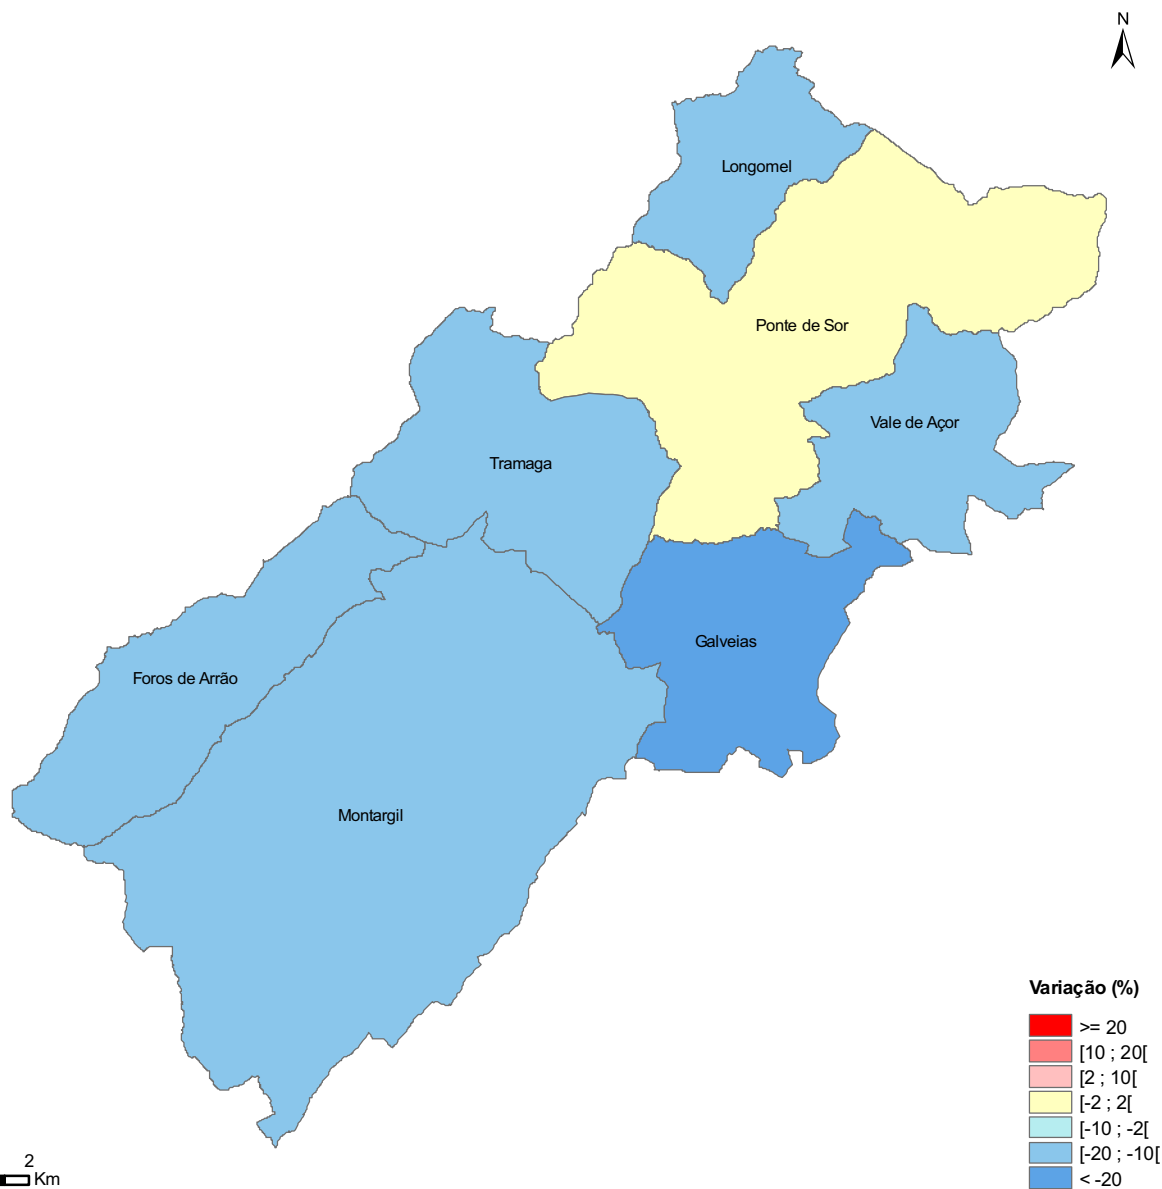 N
Longomel
Ponte de Sor
Vale de Açor
Tramaga
Galveias
Foros de Arrão
Montargil
Variação (%)
>= 20
[10 ; 20[
[2 ; 10[
[-2 ; 2[
[-10 ; -2[
[-20 ; -10[
< -20
2
Km